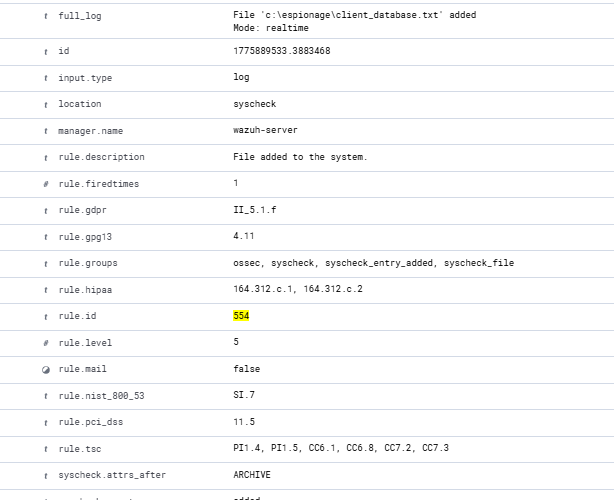 t full_log File 'c:\espionage\client_database.txt' added
Mode: realtime
t id 1775889533.3883468
t input.type log
t location syscheck
t manager.name wazuh-server
t rule.description File added to the system.
# rule.firedtimes 1
t rule.gdpr II_5.1.f
t rule.gpg13 4.11
t rule.groups ossec, syscheck, syscheck_entry_added, syscheck_file
t rule.hipaa 164.312.c.1, 164.312.c.2
t rule.id 554
# rule.level 5
rule.mail false
t rule.nist_800_53 SI.7
t rule.pci_dss 11.5
t rule.tsc PI1.4, PI1.5, CC6.1, CC6.8, CC7.2, CC7.3
t syscheck.attrs_after ARCHIVE
added